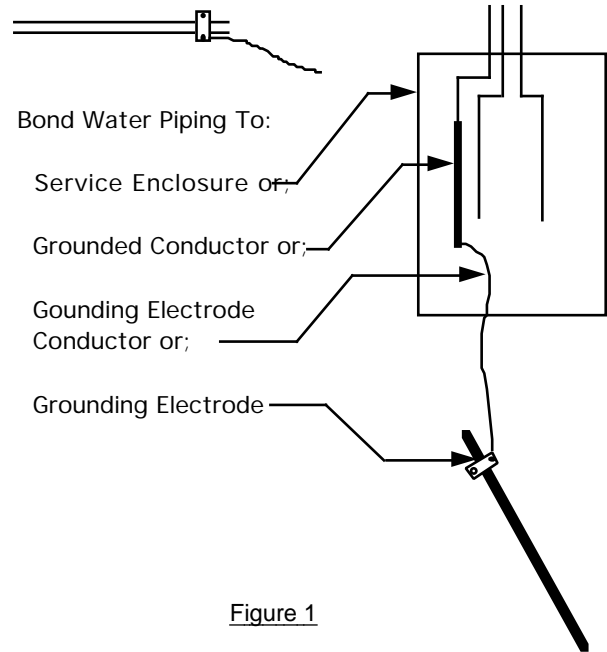 Bond Water Piping To:
Service Enclosure or;
Grounded Conductor or;
Gounding Electrode
Conductor or;
Grounding Electrode
Figure 1